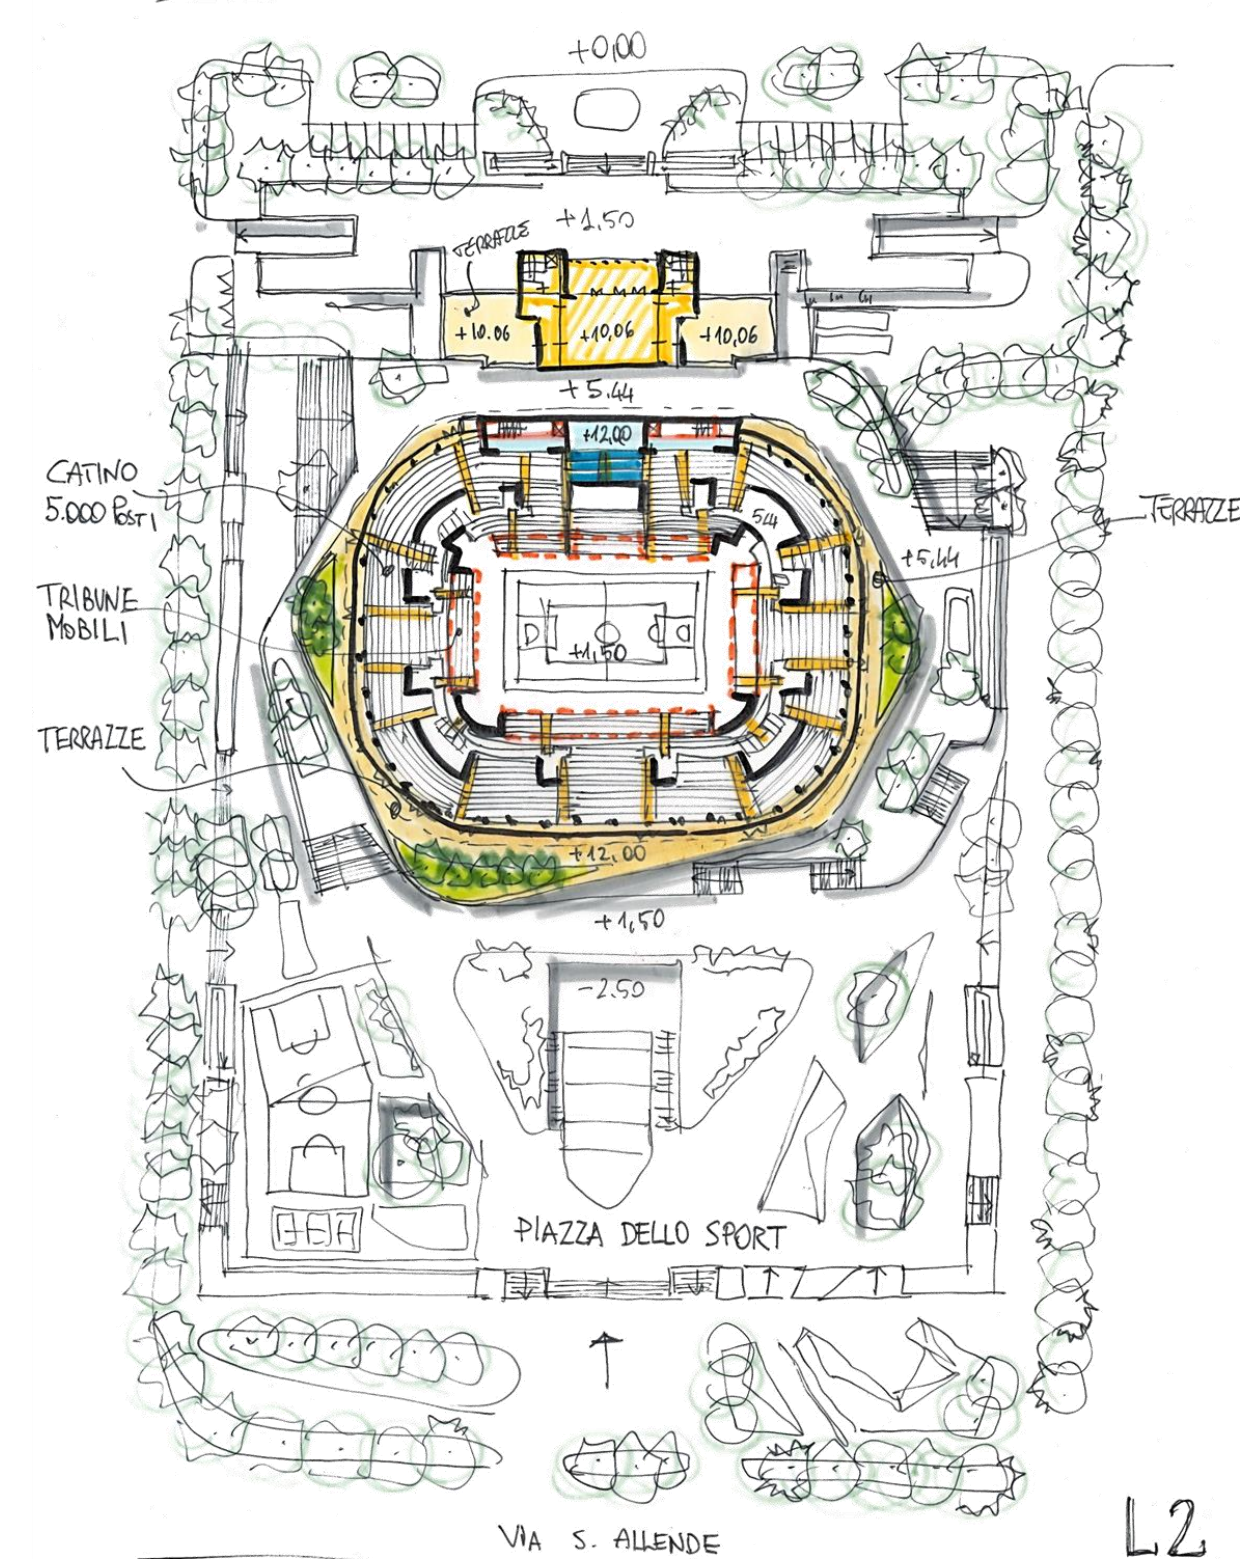 +0,00
+1.50
TERRAZZE
+10.06
+10,06
+10,06
+5.44
+12,00
CATINO
5.000 POSTI
544
TERRAZZE
+5,44
TRIBUNE
MOBILI
+1,50
TERRAZZE
+12,00
+1,50
-2.50
PIAZZA DELLO SPORT
VIA S. ALLENDE
L2